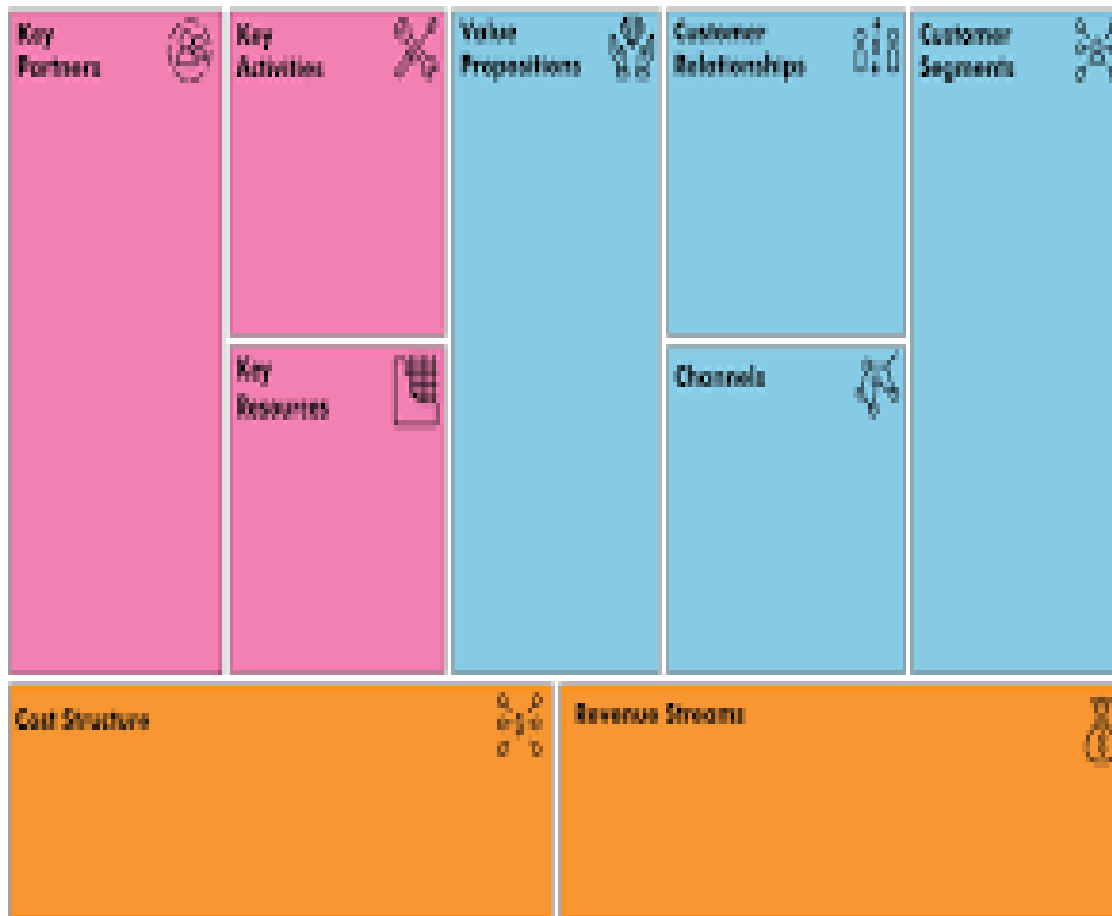 Key
Partners
Key
Activities
Value
Propositions
Customer
Relationships
Customer
Segments
Key
Resources
Channels
Cost Structure
Revenue Streams